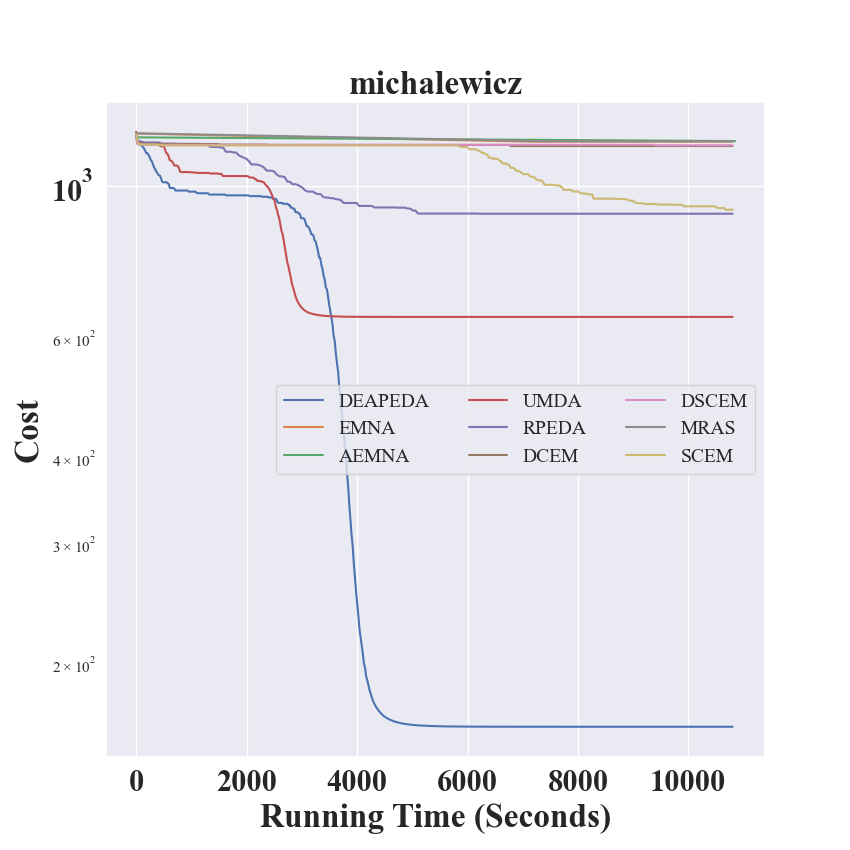 michalewicz
10^3
6 × 10^2
4 × 10^2
3 × 10^2
2 × 10^2
Cost
DEAPEDA UMDA DSCEM
EMNA RPEDA MRAS
AEMNA DCEM SCEM
0 2000 4000 6000 8000 10000
Running Time (Seconds)